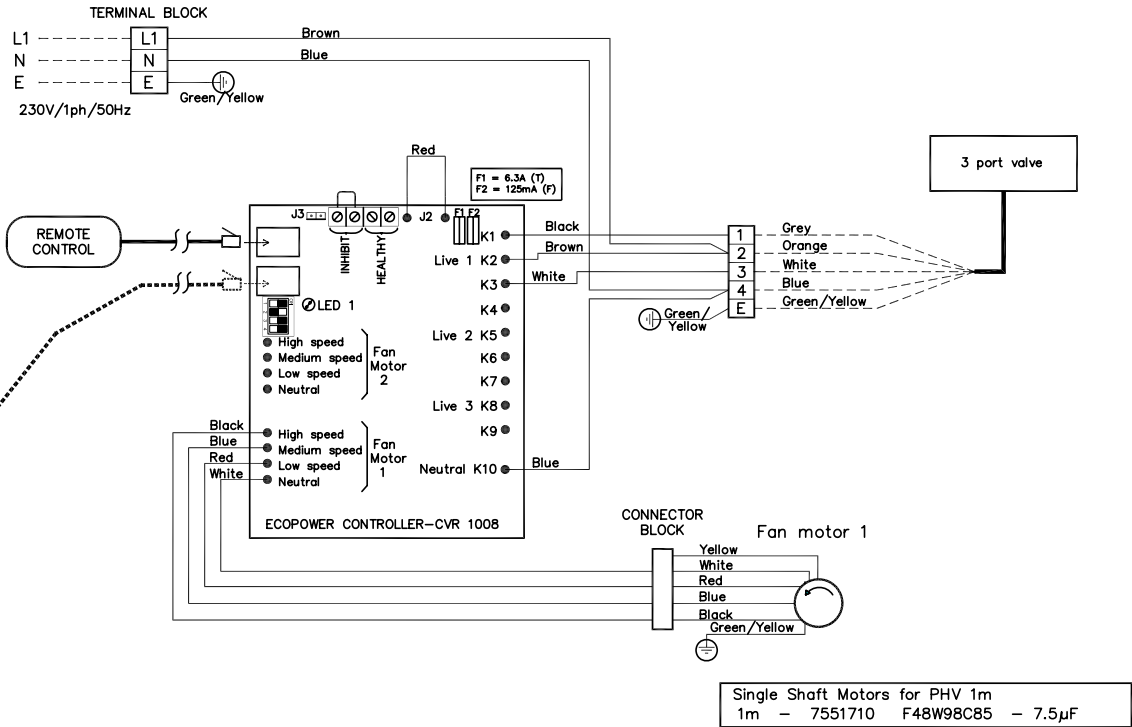 TERMINAL BLOCK
L1 L1 Brown
N N Blue
E E
Green/Yellow
230V/1ph/50Hz
Red
F1 = 6.3A (T)
F2 = 125mA (F)
3 port valve
REMOTE
CONTROL
J3
J2
F1 F2
INHIBIT
HEALTHY
K1 Black
Live 1 K2 Brown
K3 White
K4
Live 2 K5
K6
K7
Live 3 K8
K9
Neutral K10 Blue
1 Grey
2 Orange
3 White
4 Blue
E Green/Yellow
Green/
Yellow
LED 1
High speed
Medium speed
Low speed
Neutral
Fan
Motor
2
Black High speed
Blue Medium speed
Red Low speed
White Neutral
Fan
Motor
1
ECOPOWER CONTROLLER-CVR 1008
CONNECTOR
BLOCK
Fan motor 1
Yellow
White
Red
Blue
Black
Green/Yellow
Single Shaft Motors for PHV 1m
1m - 7551710 F48W98C85 - 7.5µF